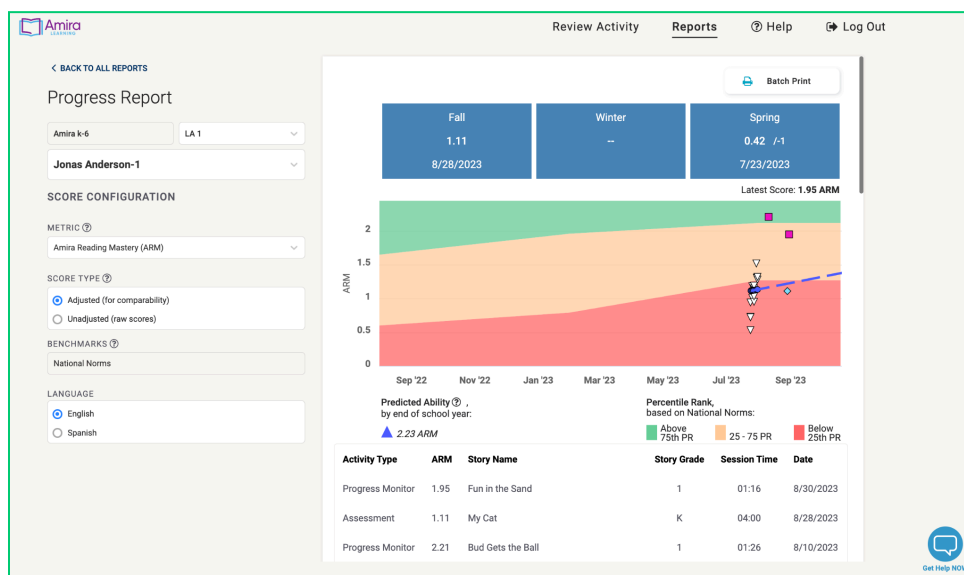 Amira
LEARNING
Review Activity
Reports
Help
Log Out
BACK TO ALL REPORTS
Progress Report
Amira k-6
LA 1
Jonas Anderson-1
SCORE CONFIGURATION
METRIC
Amira Reading Mastery (ARM)
SCORE TYPE
Adjusted (for comparability)
Unadjusted (raw scores)
BENCHMARKS
National Norms
LANGUAGE
English
Spanish
Batch Print
Fall Winter Spring
1.11 -- 0.42 /-1
8/28/2023 7/23/2023
Latest Score: 1.95 ARM
2
1.5
ARM
1
0.5
0
Sep '22 Nov '22 Jan '23 Mar '23 May '23 Jul '23 Sep '23
Predicted Ability ,
by end of school year:
2.23 ARM
Percentile Rank,
based on National Norms:
Above
75th PR
25 - 75 PR
Below
25th PR
Activity Type ARM Story Name Story Grade Session Time Date
Progress Monitor 1.95 Fun in the Sand 1 01:16 8/30/2023
Assessment 1.11 My Cat K 04:00 8/28/2023
Progress Monitor 2.21 Bud Gets the Ball 1 01:26 8/10/2023
Get Help NOW